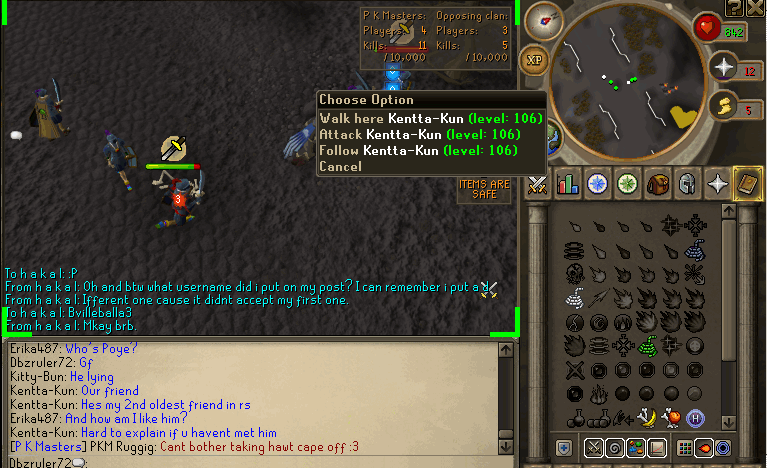 P K Masters: Opposing clan:
Players: 4 Players: 3
Kills: 11 Kills: 5
/10,000 /10,000
842
XP
12
5
Choose Option
Walk here Kentta-Kun (level: 106)
Attack Kentta-Kun (level: 106)
Follow Kentta-Kun (level: 106)
Cancel
ITEMS ARE
SAFE
3
To h a k a l: :P
From h a k a l: Oh and btw what username did i put on my post? I can remember i put a d
From h a k a l: Ifferent one cause it didnt accept my first one.
To h a k a l: Bvilleballa3
From h a k a l: Mkay brb.
Erika487: Who's Poye?
Dbzruler72: Gf
Kitty-Bun: He lying
Kentta-Kun: Our friend
Kentta-Kun: Hes my 2nd oldest friend in rs
Erika487: And how am I like him?
Kentta-Kun: Hard to explain if u havent met him
[P K Masters] PKM Ruggig: Cant bother taking hawt cape off :3
Dbzruler72:
H